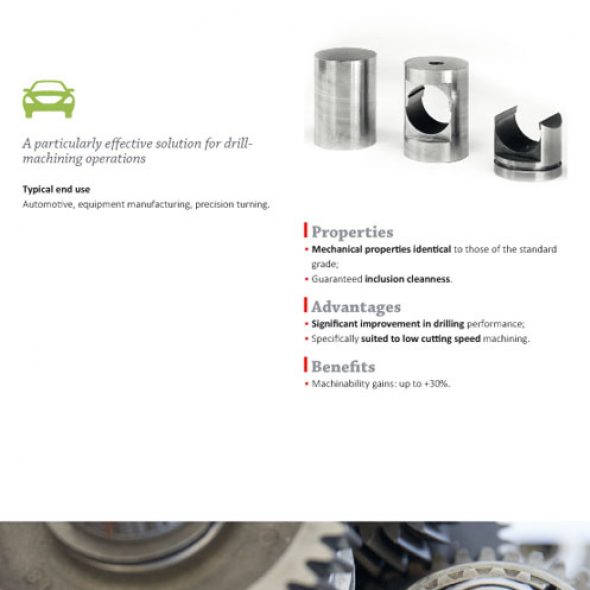 A particularly effective solution for drill-
machining operations
Typical end use
Automotive, equipment manufacturing, precision turning.
Properties
• Mechanical properties identical to those of the standard
grade;
• Guaranteed inclusion cleanness.
Advantages
• Significant improvement in drilling performance;
• Specifically suited to low cutting speed machining.
Benefits
• Machinability gains: up to +30%.